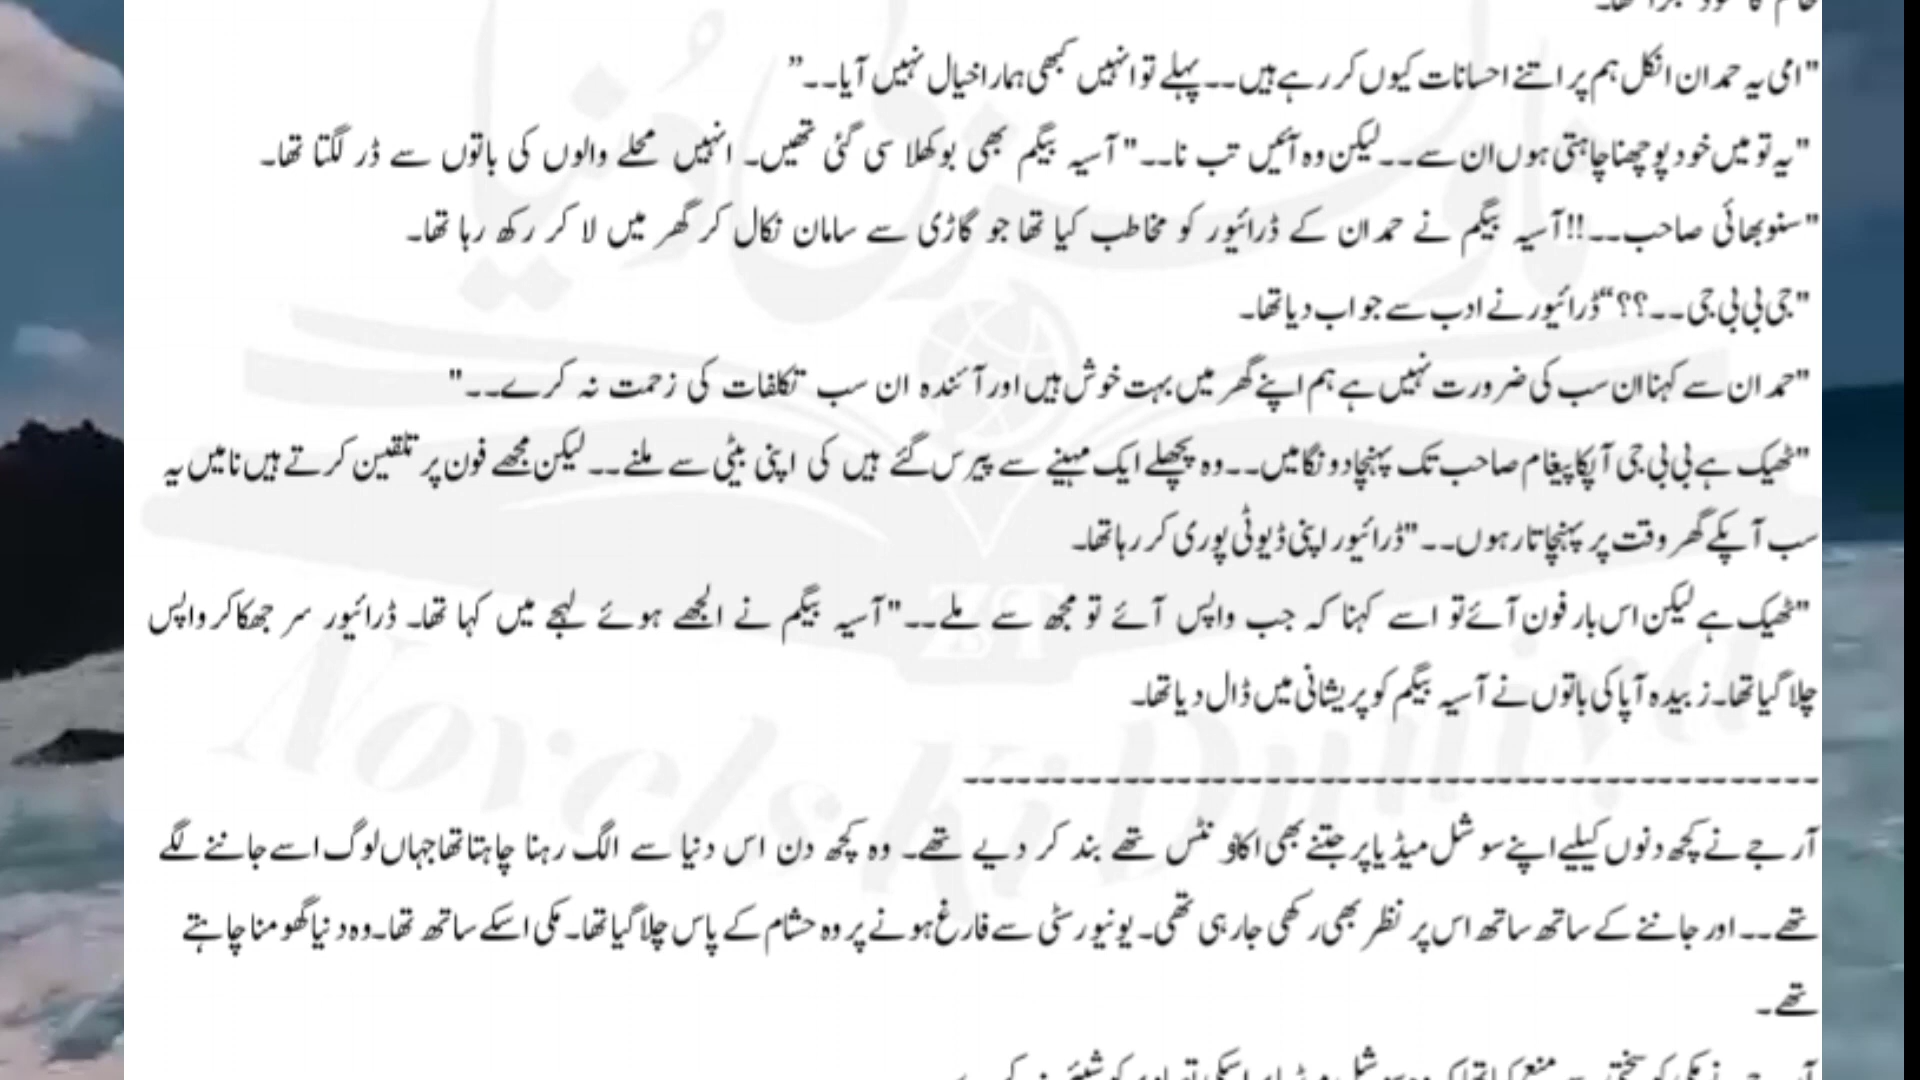 "امی یہ حمدان انکل ہم پر اتنے احسانات کیوں کر رہے ہیں۔۔ پہلے تو انہیں کبھی ہمارا خیال نہیں آیا۔۔"
"یہ تو میں خود پوچھنا چاہتی ہوں ان سے۔۔۔ لیکن وہ آئیں تب نا۔۔" آسیہ بیگم بھی بوکھلا سی گئی تھیں۔ انہیں محلے والوں کی باتوں سے ڈر لگتا تھا۔
"سنو بھائی صاحب۔۔!! آسیہ بیگم نے حمدان کے ڈرائیور کو مخاطب کیا تھا جو گاڑی سے سامان نکال کر گھر میں لا کر رکھ رہا تھا۔
"جی بی بی جی۔۔؟؟" ڈرائیور نے ادب سے جواب دیا تھا۔
"حمدان سے کہنا ان سب کی ضرورت نہیں ہے ہم اپنے گھر میں بہت خوش ہیں اور آئندہ ان سب تکلفات کی زحمت نہ کرے۔۔"
"ٹھیک ہے بی بی جی آپکا پیغام صاحب تک پہنچا دونگا میں۔۔ وہ پچھلے ایک مہینے سے پیرس گئے ہیں کی اپنی بیٹی سے ملنے۔۔ لیکن مجھے فون پر تلقین کرتے ہیں نا میں یہ
سب آپکے گھر وقت پر پہنچاتا رہوں۔۔" ڈرائیور اپنی ڈیوٹی پوری کر رہا تھا۔
"ٹھیک ہے لیکن اس بار فون آئے تو اسے کہنا کہ جب واپس آئے تو مجھ سے ملے۔۔" آسیہ بیگم نے الجھے ہوئے لہجے میں کہا تھا۔ ڈرائیور سر جھکا کر واپس
چلا گیا تھا۔ زبیدہ آپا کی باتوں نے آسیہ بیگم کو پریشانی میں ڈال دیا تھا۔
---------------------------------------------
آر جے نے کچھ دنوں کیلیے اپنے سوشل میڈیا پر جتنے بھی اکاؤنٹس تھے بند کر دیے تھے۔ وہ کچھ دن اس دنیا سے الگ رہنا چاہتا تھا جہاں لوگ اسے جاننے لگے
تھے۔۔ اور جاننے کے ساتھ ساتھ اس پر نظر بھی رکھی جا رہی تھی۔ یونیورسٹی سے فارغ ہونے پر وہ حشام کے پاس چلا گیا تھا۔ مکی اسکے ساتھ تھا۔ وہ دنیا گھومنا چاہتے
تھے۔
ناولز کی دُنیا
ZT
Novels Ki Duniya